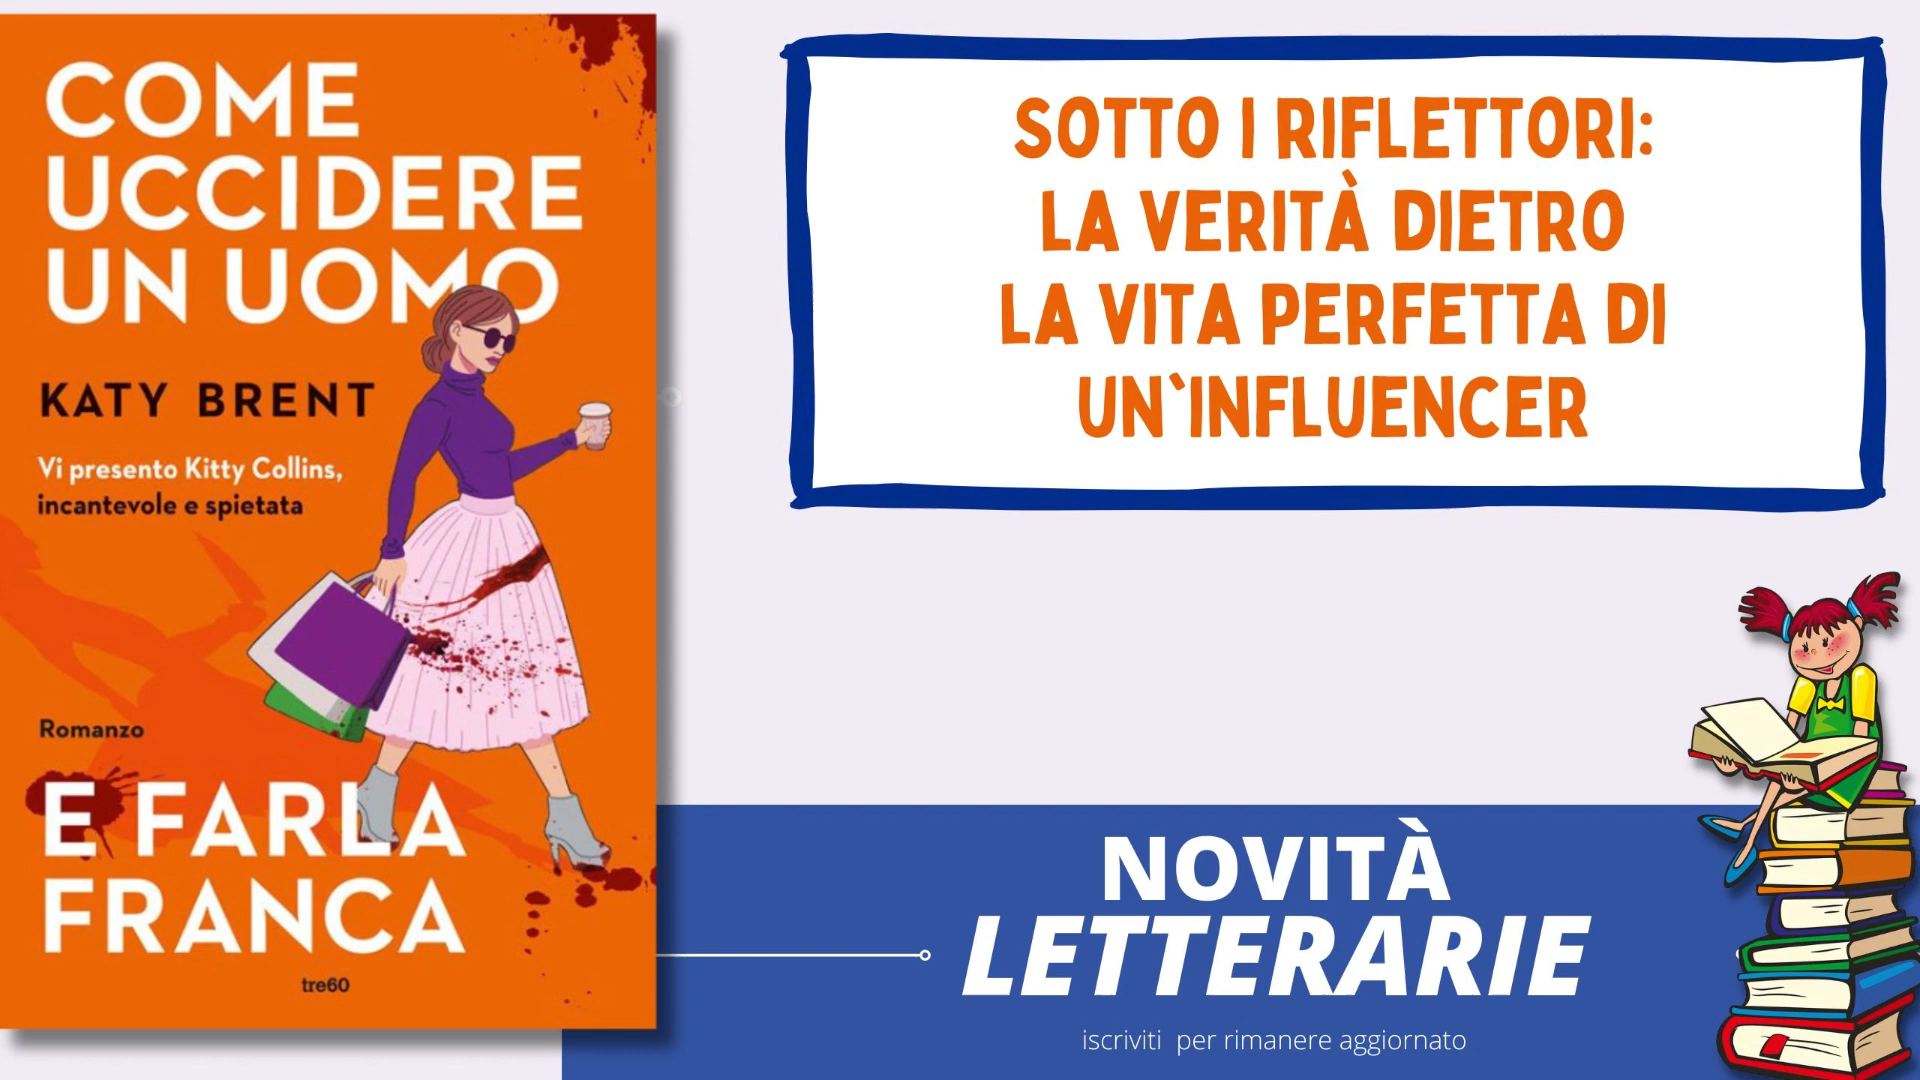 COME
UCCIDERE
UN UOMO
KATY BRENT
Vi presento Kitty Collins,
incantevole e spietata
Romanzo
E FARLA
FRANCA
tre60
SOTTO I RIFLETTORI:
LA VERITÀ DIETRO
LA VITA PERFETTA DI
UN`INFLUENCER
NOVITÀ
LETTERARIE
iscriviti per rimanere aggiornato